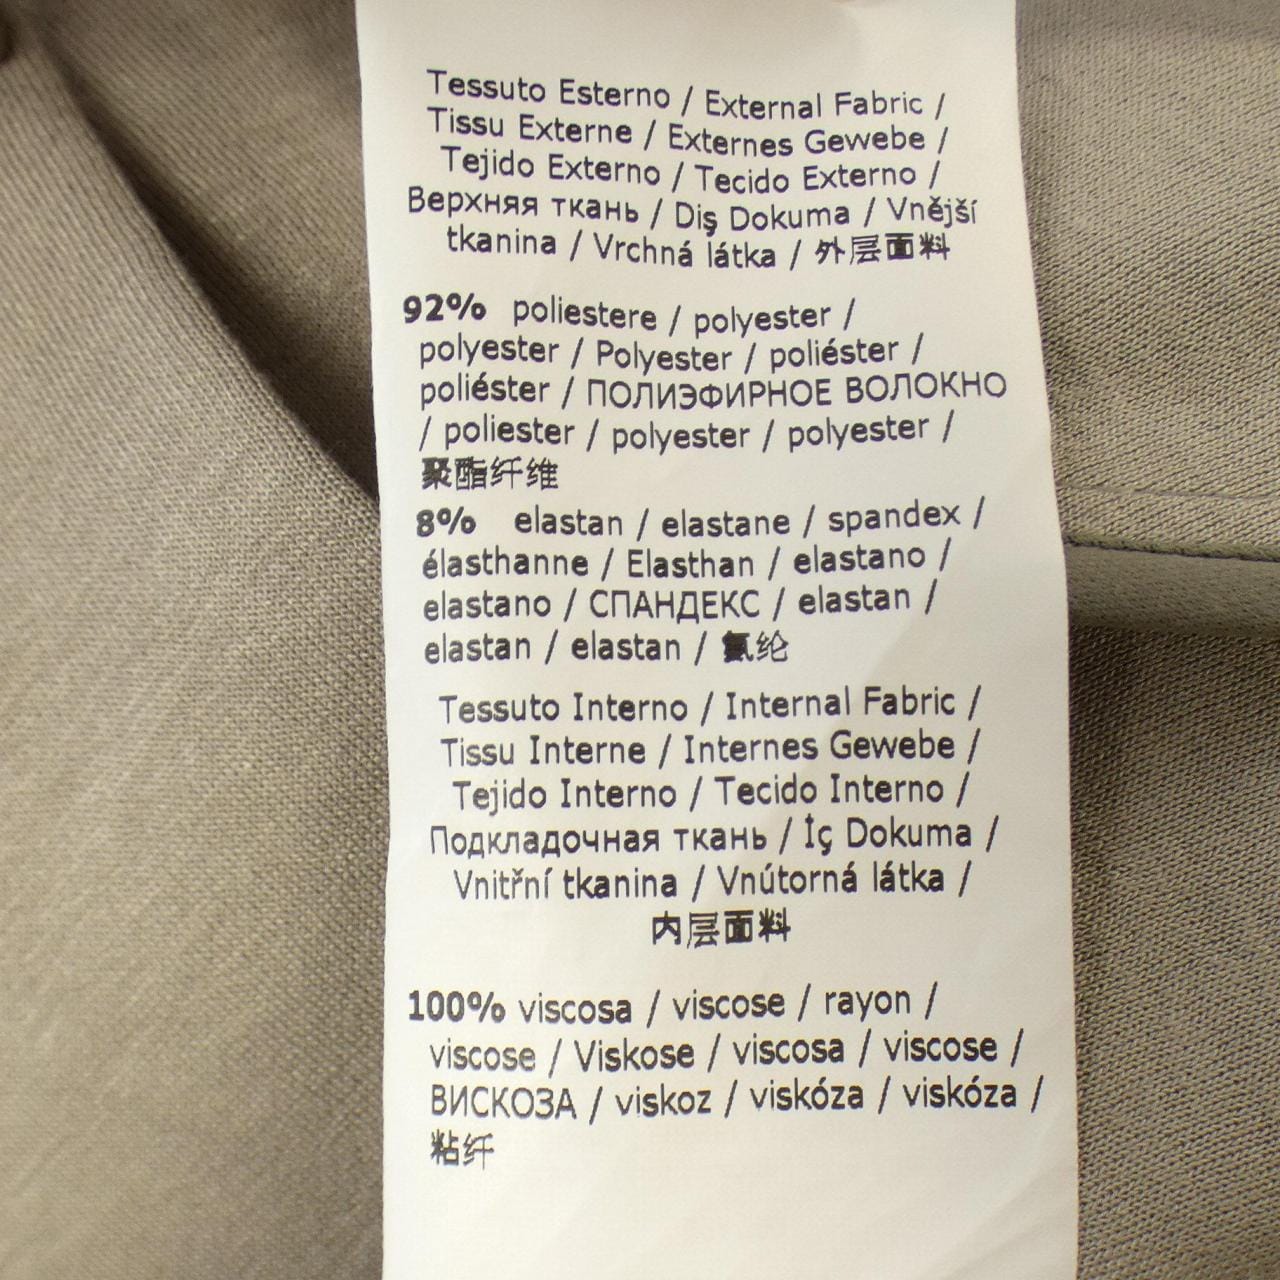 Tessuto Esterno / External Fabric /
Tissu Externe / Externes Gewebe /
Tejido Externo / Tecido Externo /
Верхняя ткань / Diş Dokuma / Vnější
tkanina / Vrchná látka / 外层面料
92% poliestere / polyester /
polyester / Polyester / poliéster /
poliéster / ПОЛИЭФИРНОЕ ВОЛОКНО
/ poliester / polyester / polyester /
聚酯纤维
8% elastan / elastane / spandex /
élasthanne / Elasthan / elastano /
elastano / СПАНДЕКС / elastan /
elastan / elastan / 氨纶
Tessuto Interno / Internal Fabric /
Tissu Interne / Internes Gewebe /
Tejido Interno / Tecido Interno /
Подкладочная ткань / İç Dokuma /
Vnitřní tkanina / Vnútorná látka /
内层面料
100% viscosa / viscose / rayon /
viscose / Viskose / viscosa / viscose /
ВИСКОЗА / viskoz / viskóza / viskóza /
粘纤